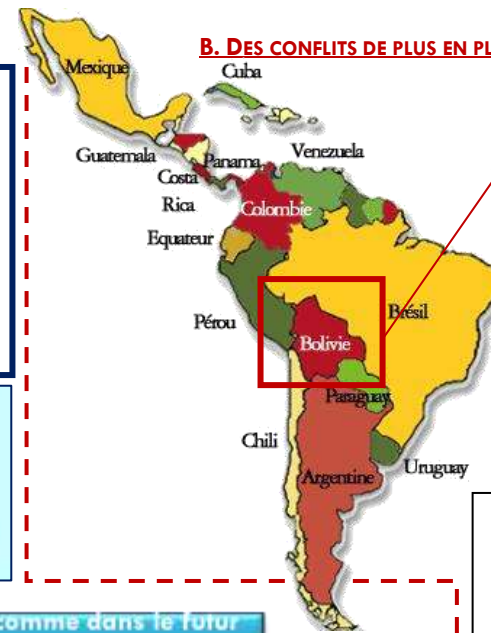 B. DES CONFLITS DE PLUS EN
Mexique
Cuba
Guatemala
Panama
Venezuela
Costa
Rica
Colombie
Equateur
Pérou
Brésil
Bolivie
Paraguay
Chili
Argentine
Uruguay
comme dans le futur